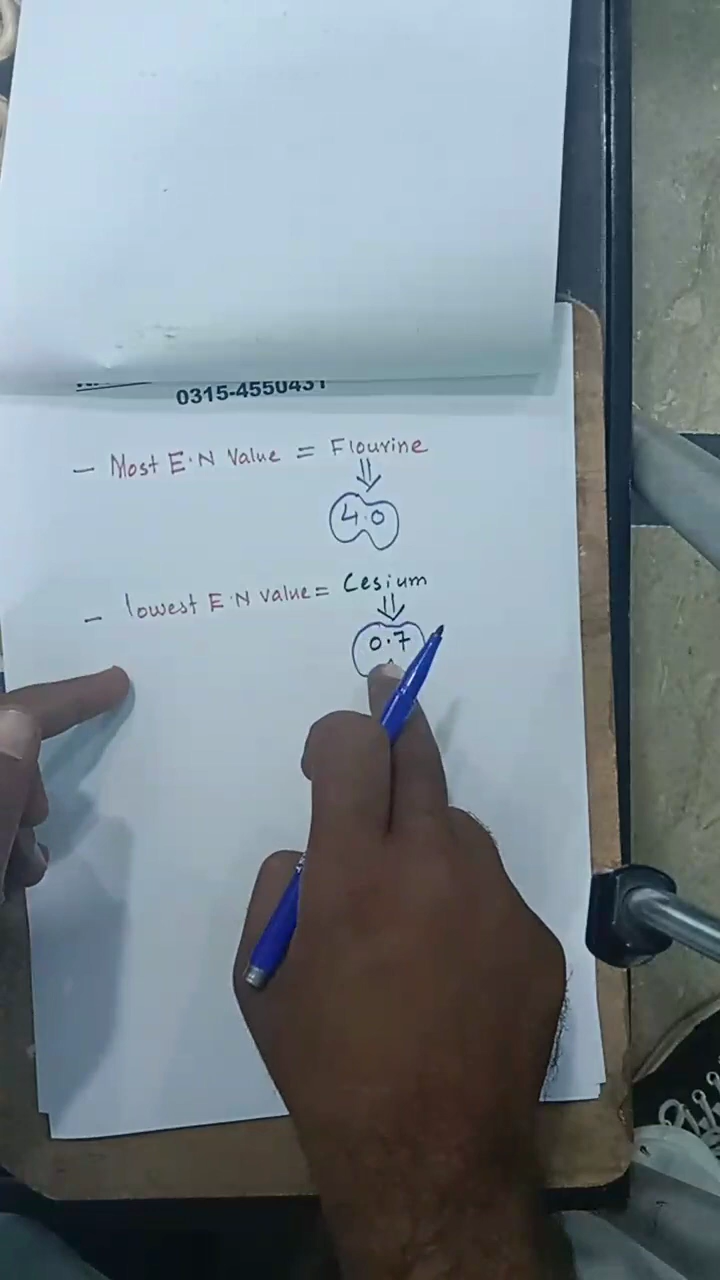 0315-4550431
– Most E.N Value = Flourine
⇓
4.0
– lowest E.N value = Cesium
⇓
0.7